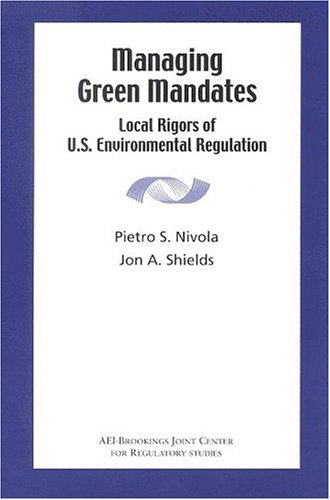 Managing
Green Mandates
Local Rigors of
U.S. Environmental Regulation
Pietro S. Nivola
Jon A. Shields
AEI-Brookings Joint Center
for Regulatory studies